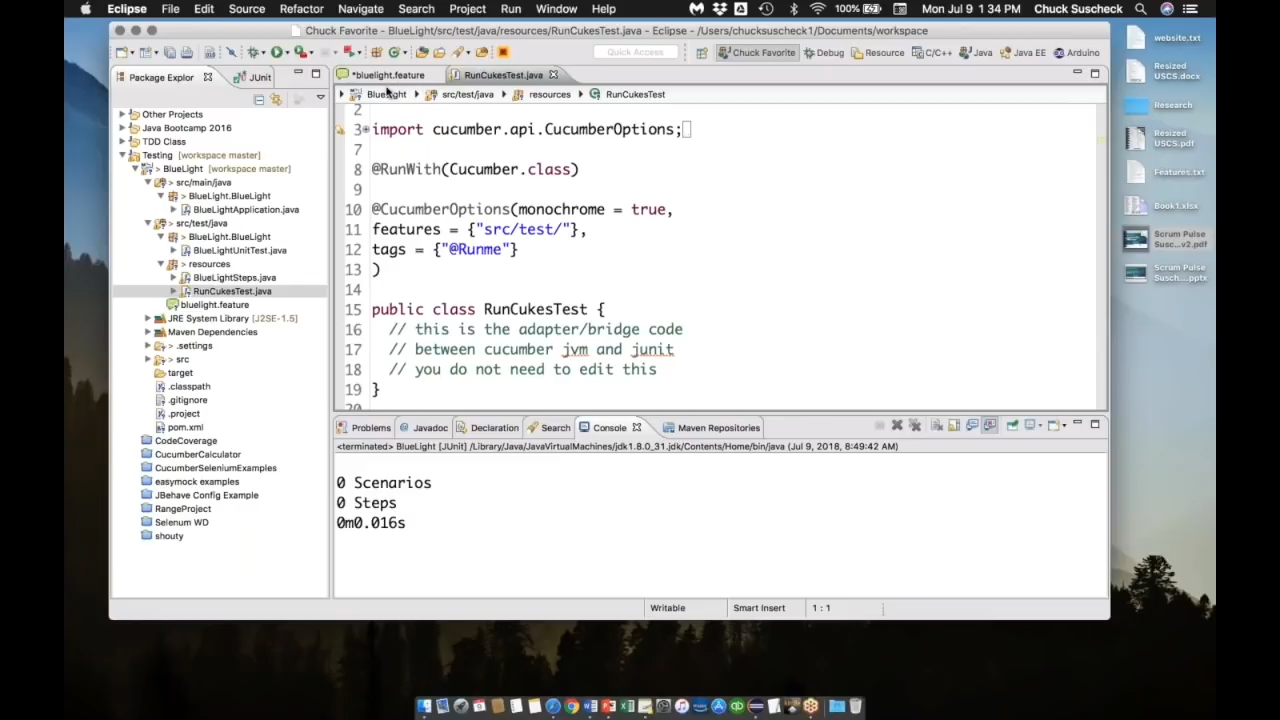 Eclipse File Edit Source Refactor Navigate Search Project Run Window Help 100% Mon Jul 9 1:34 PM Chuck Suscheck
Chuck Favorite - BlueLight/src/test/java/resources/RunCukesTest.java - Eclipse - /Users/chucksuscheck1/Documents/workspace
Quick Access Chuck Favorite Debug Resource C/C++ Java Java EE Arduino
Package Explor JUnit
*bluelight.feature RunCukesTest.java
BlueLight src/test/java resources RunCukesTest
Other Projects
Java Bootcamp 2016
TDD Class
Testing [workspace master]
> BlueLight [workspace master]
> src/main/java
> BlueLight.BlueLight
> BlueLightApplication.java
> src/test/java
> BlueLight.BlueLight
> BlueLightUnitTest.java
> resources
> BlueLightSteps.java
> RunCukesTest.java
bluelight.feature
JRE System Library [J2SE-1.5]
Maven Dependencies
> .settings
> src
target
.classpath
.gitignore
.project
pom.xml
CodeCoverage
CucumberCalculator
CucumberSeleniumExamples
easymock examples
JBehave Config Example
RangeProject
Selenium WD
shouty
2
3 import cucumber.api.CucumberOptions;
7
8 @RunWith(Cucumber.class)
9
10 @CucumberOptions(monochrome = true,
11 features = {"src/test/"},
12 tags = {"@Runme"}
13 )
14
15 public class RunCukesTest {
16 // this is the adapter/bridge code
17 // between cucumber jvm and junit
18 // you do not need to edit this
19 }
20
Problems Javadoc Declaration Search Console Maven Repositories
<terminated> BlueLight [JUnit] /Library/Java/JavaVirtualMachines/jdk1.8.0_31.jdk/Contents/Home/bin/java (Jul 9, 2018, 8:49:42 AM)
0 Scenarios
0 Steps
0m0.016s
Writable Smart Insert 1 : 1
website.txt
Resized
USCS.docx
Research
Resized
USCS.pdf
Features.txt
Book1.xlsx
Scrum Pulse
Susc...v2.pdf
Scrum Pulse
Susch....pptx